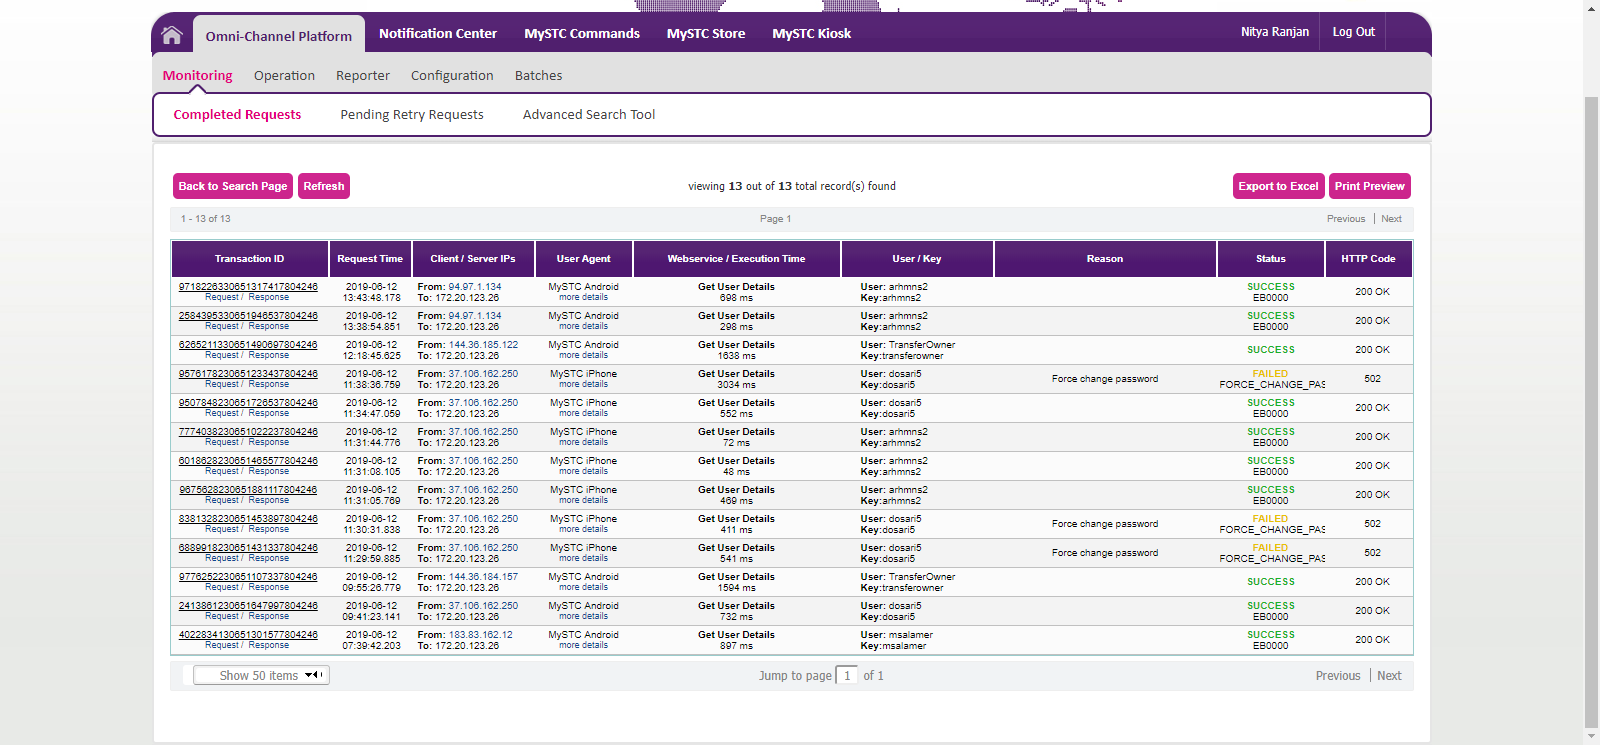 Omni-Channel Platform Notification Center MySTC Commands MySTC Store MySTC Kiosk Nitya Ranjan Log Out
Monitoring Operation Reporter Configuration Batches
Completed Requests Pending Retry Requests Advanced Search Tool
Back to Search Page Refresh viewing 13 out of 13 total record(s) found Export to Excel Print Preview
1 - 13 of 13 Page 1 Previous | Next
Transaction ID Request Time Client / Server IPs User Agent Webservice / Execution Time User / Key Reason Status HTTP Code
9718226330651317417804246 2019-06-12 From: 94.97.1.134 MySTC Android Get User Details User: arhmns2 SUCCESS 200 OK
Request / Response 13:43:48.178 To: 172.20.123.26 more details 698 ms Key:arhmns2 EB0000
2584395330651946537804246 2019-06-12 From: 94.97.1.134 MySTC Android Get User Details User: arhmns2 SUCCESS 200 OK
Request / Response 13:38:54.851 To: 172.20.123.26 more details 298 ms Key:arhmns2 EB0000
6265211330651490697804246 2019-06-12 From: 144.36.185.122 MySTC Android Get User Details User: TransferOwner SUCCESS 200 OK
Request / Response 12:18:45.625 To: 172.20.123.26 more details 1638 ms Key:transferowner
9576178230651233437804246 2019-06-12 From: 37.106.162.250 MySTC iPhone Get User Details User: dosari5 Force change password FAILED 502
Request / Response 11:38:36.759 To: 172.20.123.26 more details 3034 ms Key:dosari5 FORCE_CHANGE_PAS
9507848230651726537804246 2019-06-12 From: 37.106.162.250 MySTC iPhone Get User Details User: dosari5 SUCCESS 200 OK
Request / Response 11:34:47.059 To: 172.20.123.26 more details 552 ms Key:dosari5 EB0000
7774038230651022237804246 2019-06-12 From: 37.106.162.250 MySTC iPhone Get User Details User: arhmns2 SUCCESS 200 OK
Request / Response 11:31:44.776 To: 172.20.123.26 more details 72 ms Key:arhmns2 EB0000
6018628230651465577804246 2019-06-12 From: 37.106.162.250 MySTC iPhone Get User Details User: arhmns2 SUCCESS 200 OK
Request / Response 11:31:08.105 To: 172.20.123.26 more details 48 ms Key:arhmns2 EB0000
9675628230651881117804246 2019-06-12 From: 37.106.162.250 MySTC iPhone Get User Details User: arhmns2 SUCCESS 200 OK
Request / Response 11:31:05.769 To: 172.20.123.26 more details 469 ms Key:arhmns2 EB0000
8381328230651453897804246 2019-06-12 From: 37.106.162.250 MySTC iPhone Get User Details User: dosari5 Force change password FAILED 502
Request / Response 11:30:31.838 To: 172.20.123.26 more details 411 ms Key:dosari5 FORCE_CHANGE_PAS
6889918230651431337804246 2019-06-12 From: 37.106.162.250 MySTC iPhone Get User Details User: dosari5 Force change password FAILED 502
Request / Response 11:29:59.885 To: 172.20.123.26 more details 541 ms Key:dosari5 FORCE_CHANGE_PAS
9776252230651107337804246 2019-06-12 From: 144.36.184.157 MySTC Android Get User Details User: TransferOwner SUCCESS 200 OK
Request / Response 09:55:26.779 To: 172.20.123.26 more details 1594 ms Key:transferowner
2413861230651647997804246 2019-06-12 From: 37.106.162.250 MySTC Android Get User Details User: dosari5 SUCCESS 200 OK
Request / Response 09:41:23.141 To: 172.20.123.26 more details 732 ms Key:dosari5 EB0000
4022834130651301577804246 2019-06-12 From: 183.83.162.12 MySTC Android Get User Details User: msalamer SUCCESS 200 OK
Request / Response 07:39:42.203 To: 172.20.123.26 more details 897 ms Key:msalamer EB0000
Show 50 items Jump to page 1 of 1 Previous | Next